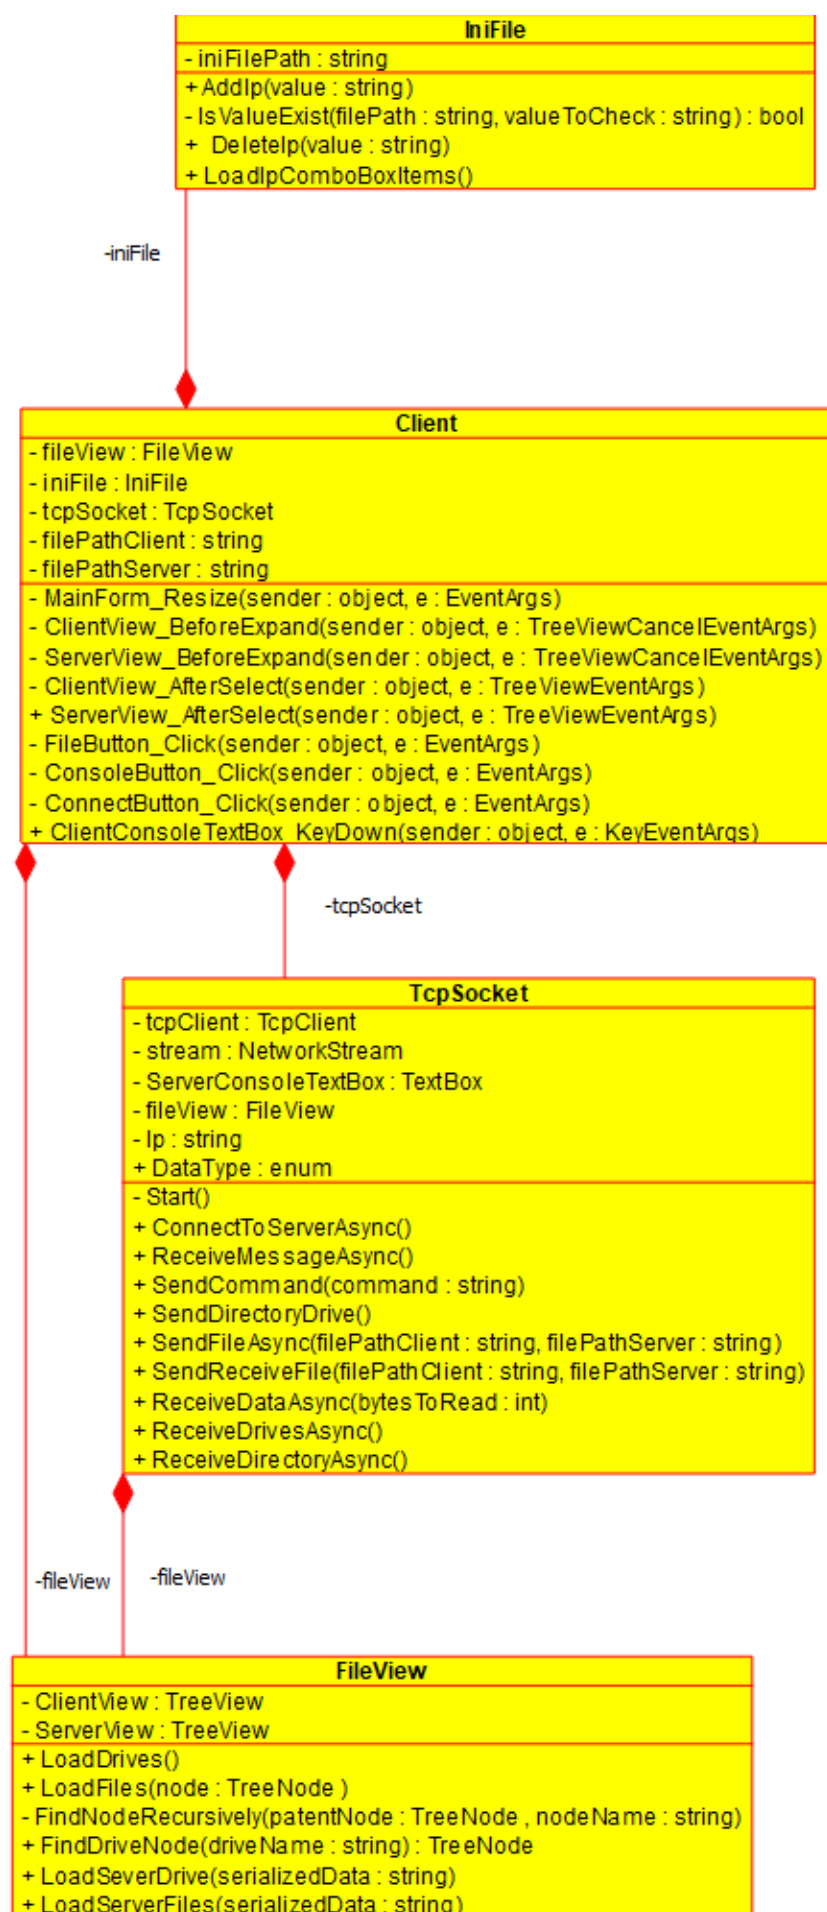 IniFile
- iniFilePath : string
+ AddIp(value : string)
- IsValueExist(filePath : string, valueToCheck : string) : bool
+ DeleteIp(value : string)
+ LoadIpComboBoxItems()
-iniFile
Client
- fileView : FileView
- iniFile : IniFile
- tcpSocket : TcpSocket
- filePathClient : string
- filePathServer : string
- MainForm_Resize(sender : object, e : EventArgs)
- ClientView_BeforeExpand(sender : object, e : TreeViewCancelEventArgs)
- ServerView_BeforeExpand(sender : object, e : TreeViewCancelEventArgs)
- ClientView_AfterSelect(sender : object, e : TreeViewEventArgs)
+ ServerView_AfterSelect(sender : object, e : TreeViewEventArgs)
- FileButton_Click(sender : object, e : EventArgs)
- ConsoleButton_Click(sender : object, e : EventArgs)
- ConnectButton_Click(sender : object, e : EventArgs)
+ ClientConsoleTextBox_KeyDown(sender : object, e : KeyEventArgs)
-tcpSocket
TcpSocket
- tcpClient : TcpClient
- stream : NetworkStream
- ServerConsoleTextBox : TextBox
- fileView : FileView
- Ip : string
+ DataType : enum
- Start()
+ ConnectToServerAsync()
+ ReceiveMessageAsync()
+ SendCommand(command : string)
+ SendDirectoryDrive()
+ SendFileAsync(filePathClient : string, filePathServer : string)
+ SendReceiveFile(filePathClient : string, filePathServer : string)
+ ReceiveDataAsync(bytesToRead : int)
+ ReceiveDrivesAsync()
+ ReceiveDirectoryAsync()
-fileView
-fileView
FileView
- ClientView : TreeView
- ServerView : TreeView
+ LoadDrives()
+ LoadFiles(node : TreeNode )
- FindNodeRecursively(patentNode : TreeNode , nodeName : string)
+ FindDriveNode(driveName : string) : TreeNode
+ LoadSeverDrive(serializedData : string)
+ LoadServerFiles(serializedData : string)